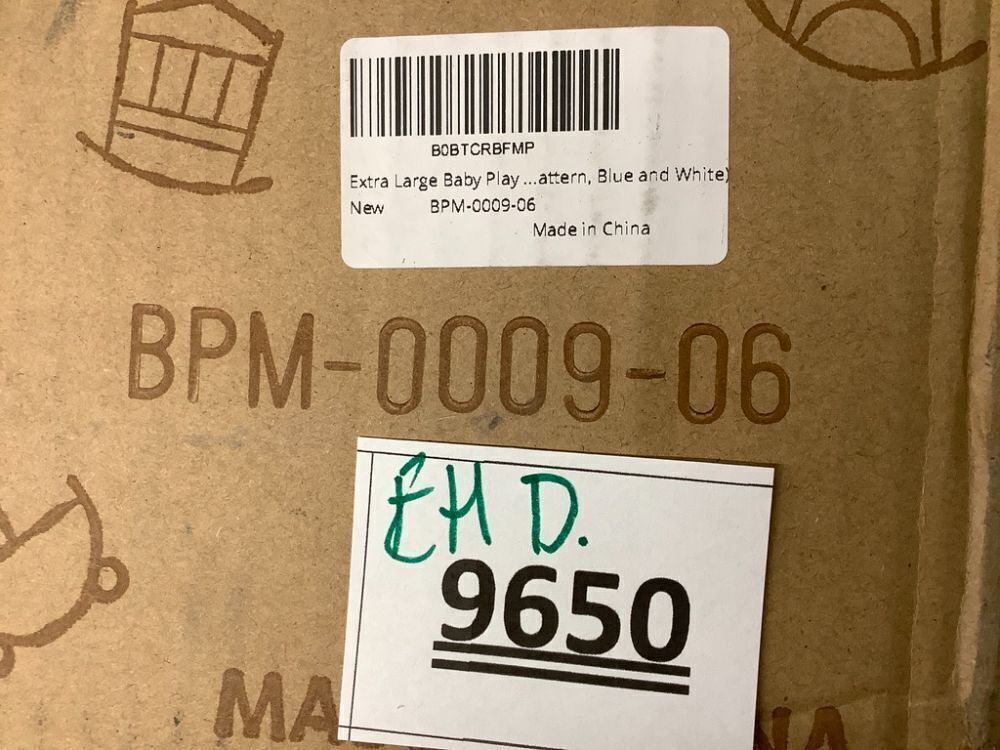 B0BTCRBFMP
Extra Large Baby Play ...attern, Blue and White)
New BPM-0009-06
Made in China
BPM-0009-06
EH D.
9650